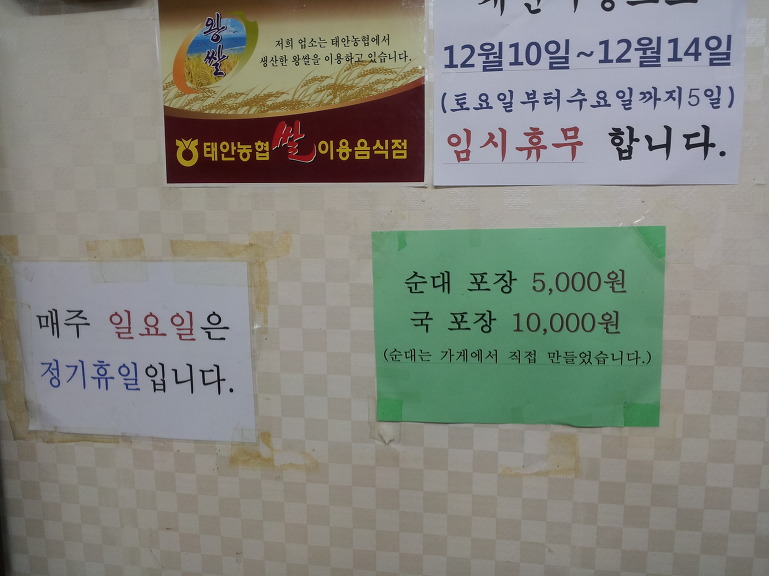 왕쌀
저희 업소는 태안농협에서
생산한 왕쌀을 이용하고 있습니다.
태안농협 쌀 이용음식점
12월10일~12월14일
(토요일부터수요일까지5일)
임시휴무 합니다.
매주 일요일은
정기휴일입니다.
순대 포장 5,000원
국 포장 10,000원
(순대는 가게에서 직접 만들었습니다.)